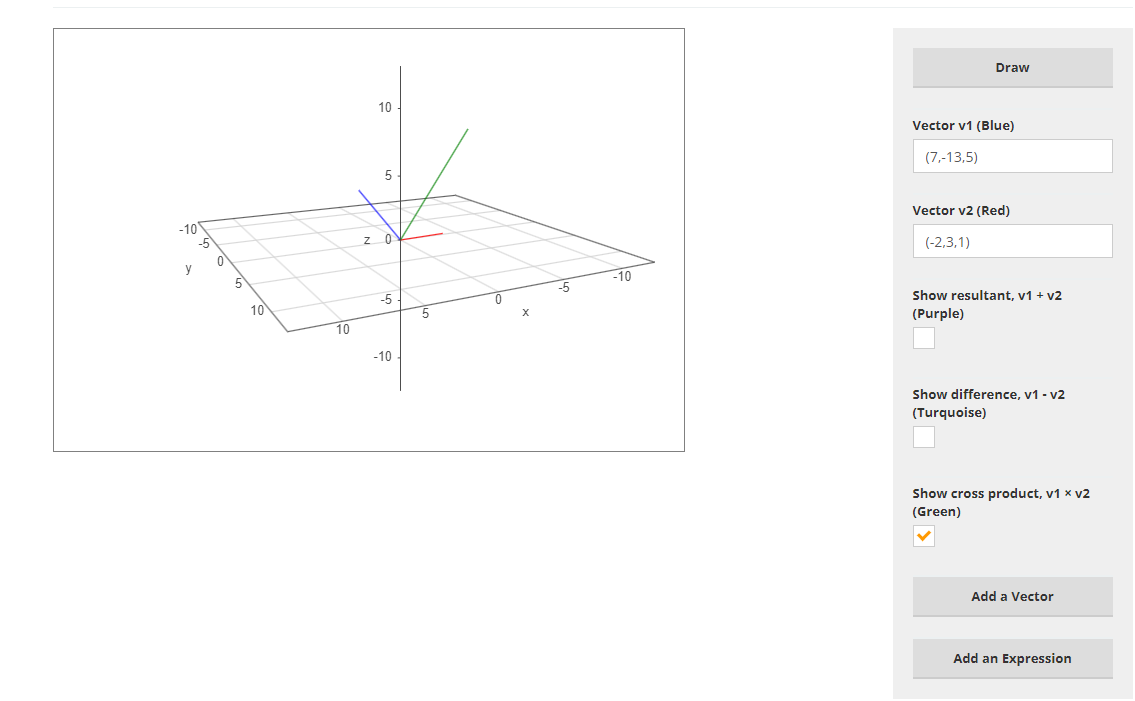 10
5
z 0
-5
-10
-10
-5
0
5
10
y
10
5
0
-5
-10
x
Draw
Vector v1 (Blue)
(7,-13,5)
Vector v2 (Red)
(-2,3,1)
Show resultant, v1 + v2
(Purple)
Show difference, v1 - v2
(Turquoise)
Show cross product, v1 × v2
(Green)
Add a Vector
Add an Expression